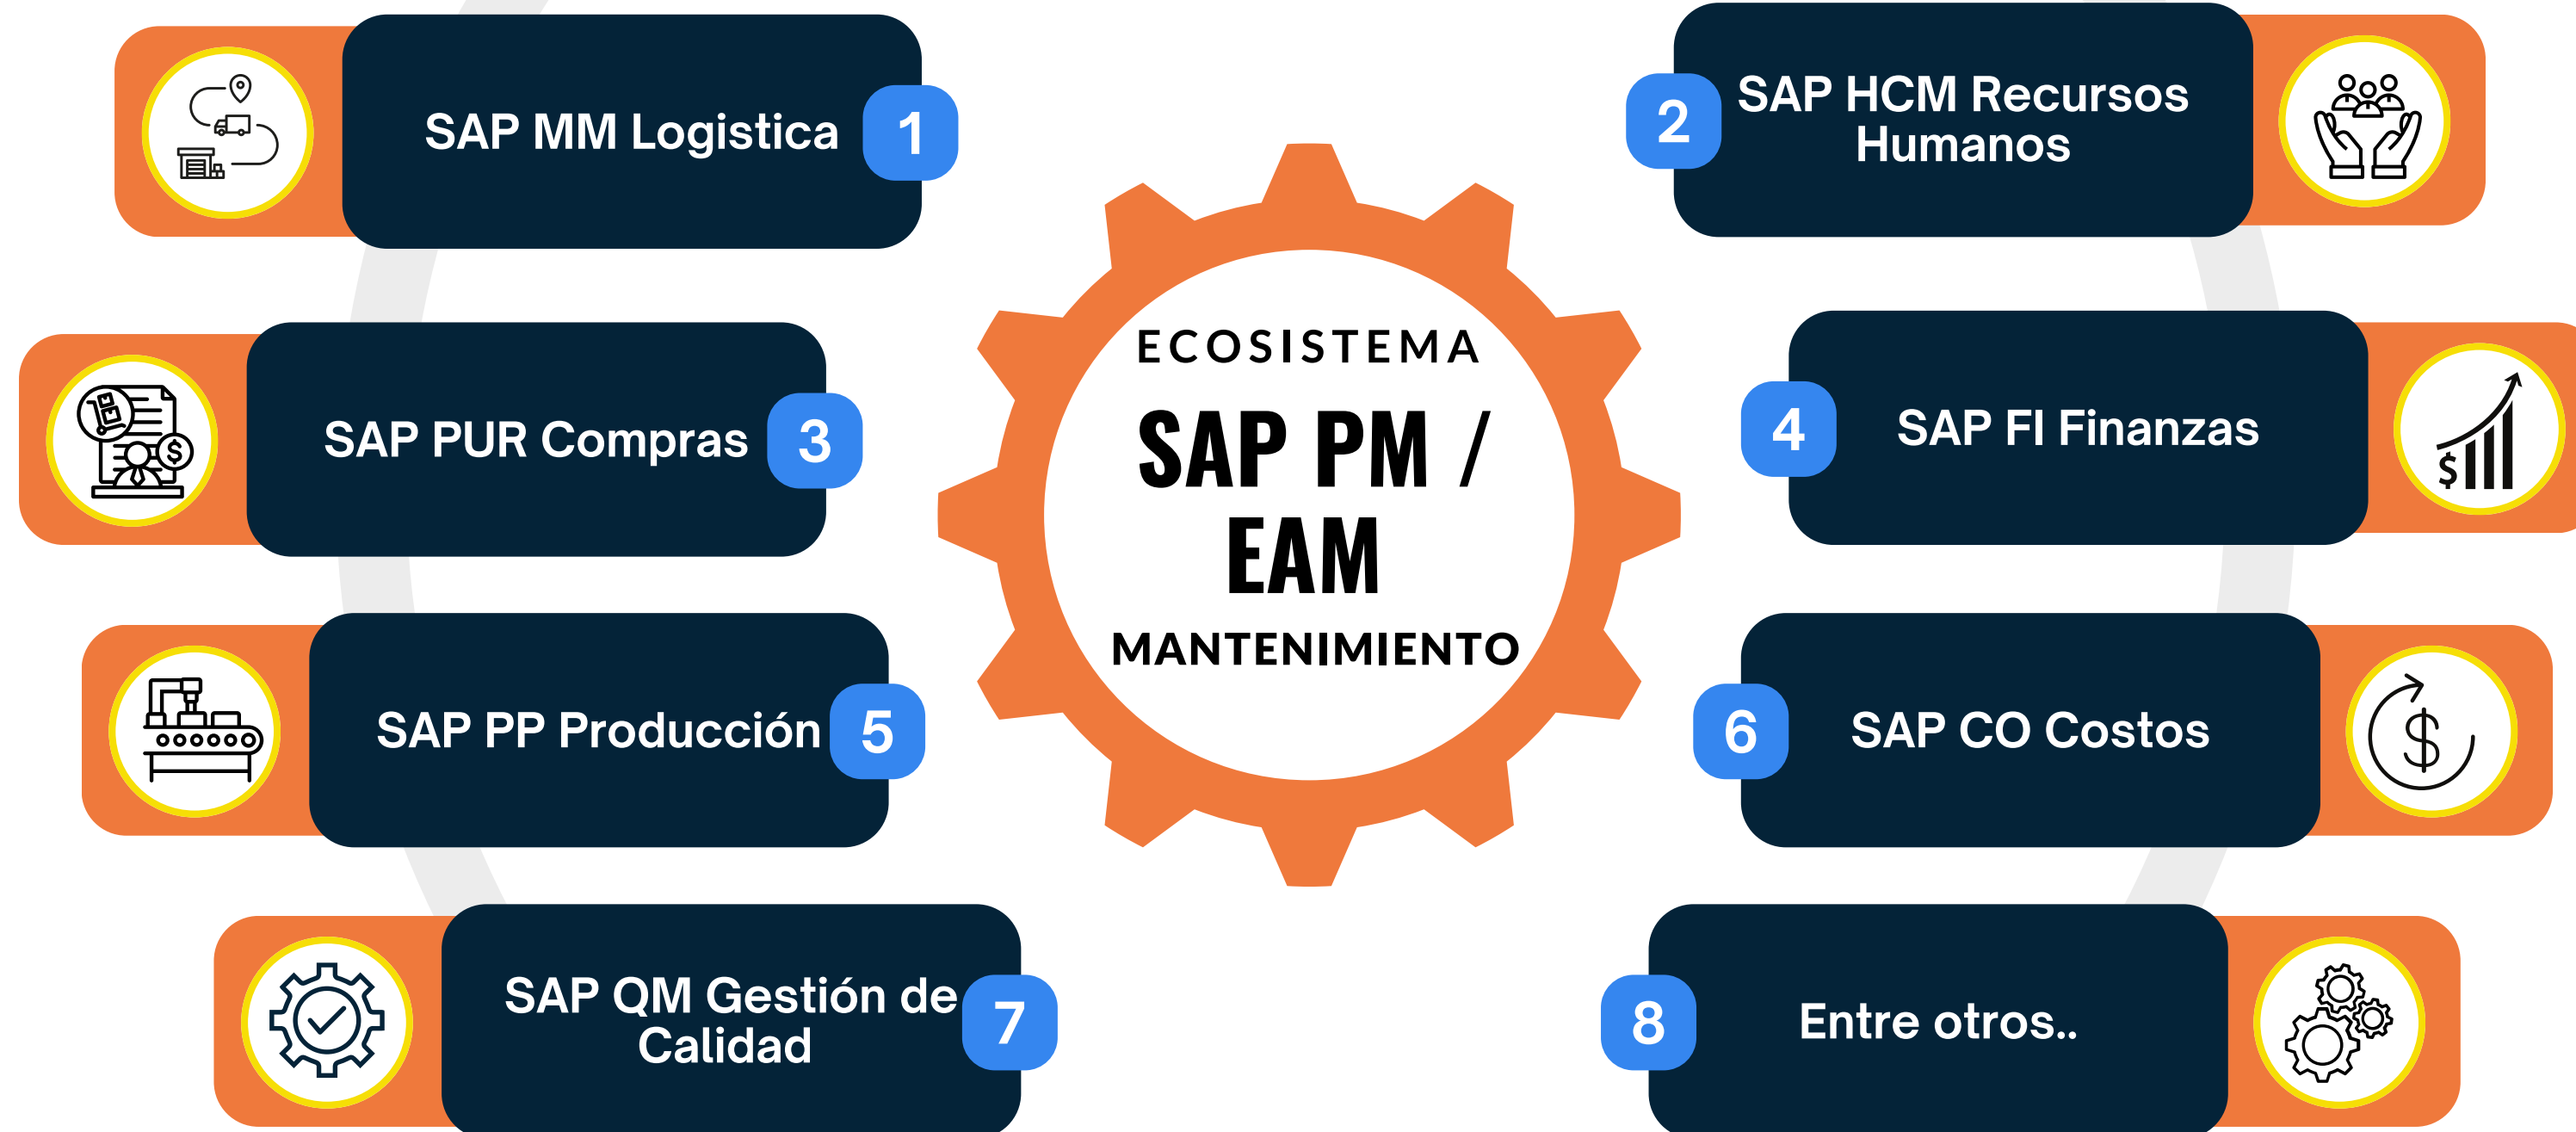 SAP MM Logistica
1
2
SAP HCM Recursos
Humanos
ECOSISTEMA
SAP PM /
EAM
MANTENIMIENTO
SAP PUR Compras
3
4
SAP FI Finanzas
$
$
SAP PP Producción
5
6
SAP CO Costos
$
SAP QM Gestión de
Calidad
7
8
Entre otros..